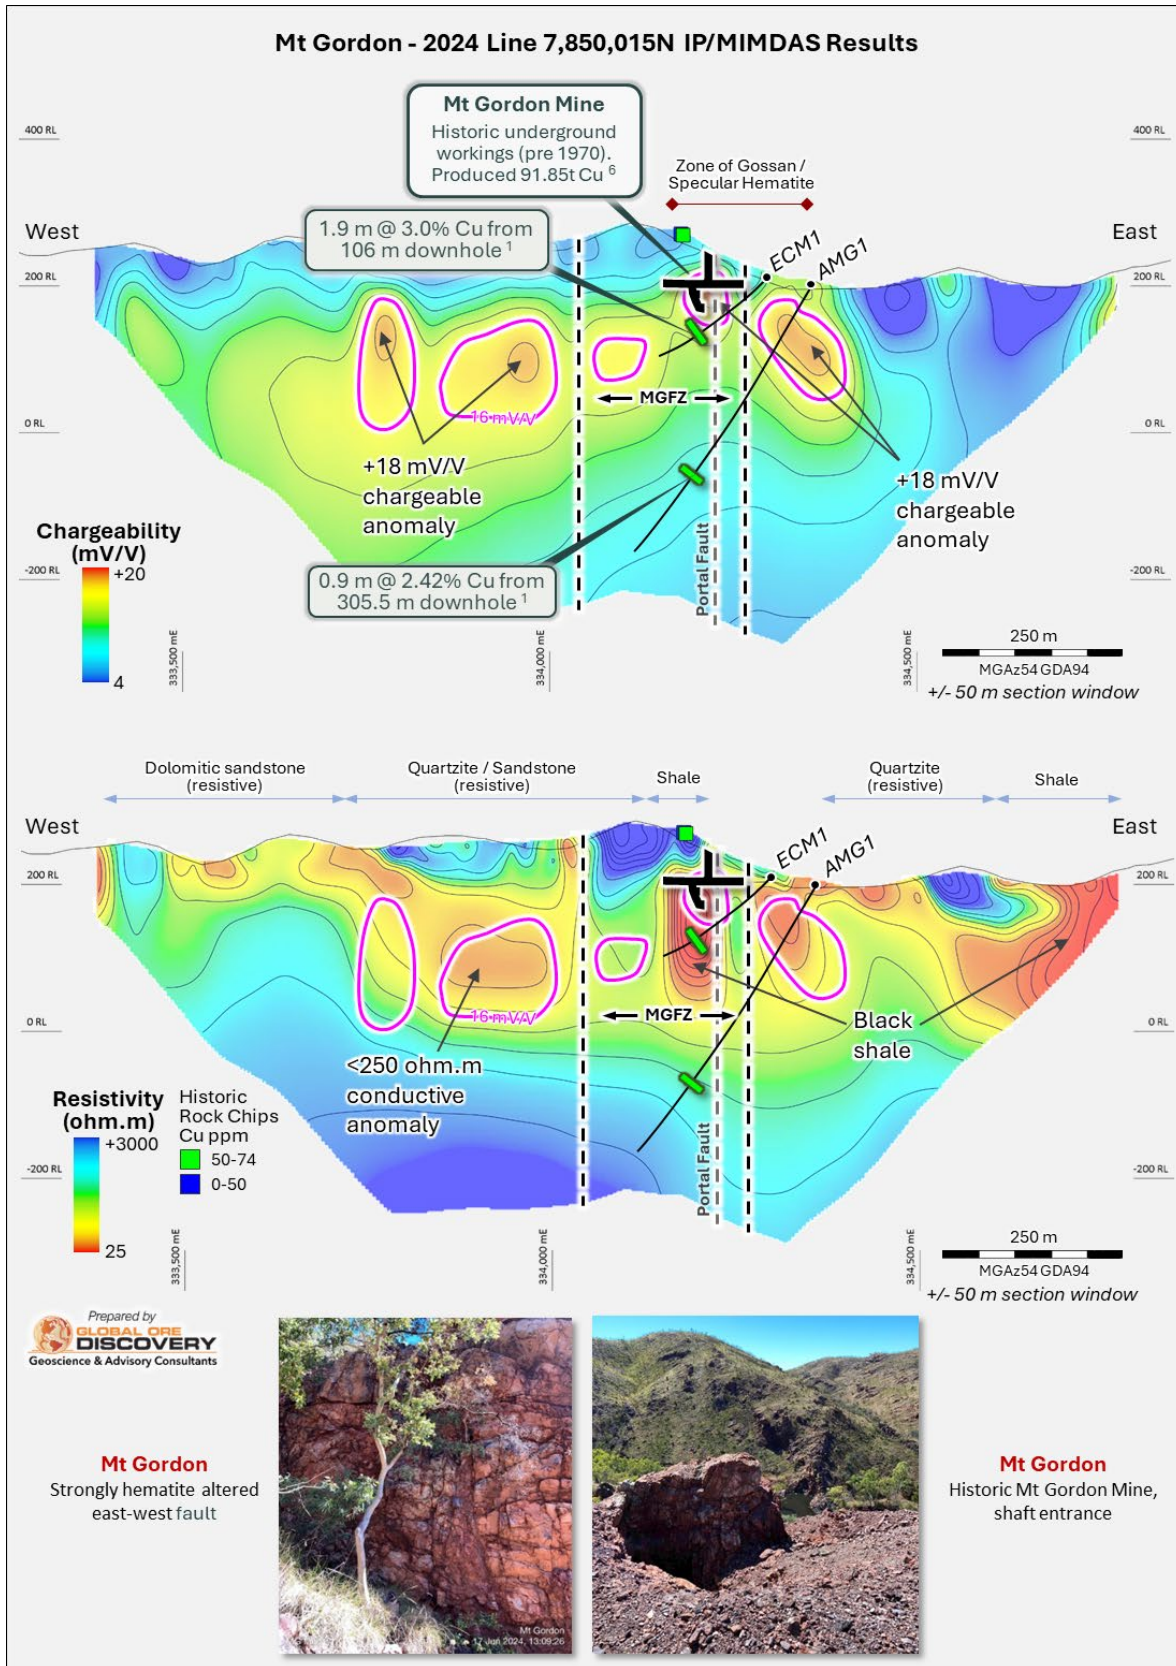 Mt Gordon - 2024 Line 7,850,015N IP/MIMDAS Results
Mt Gordon Mine
Historic underground
workings (pre 1970).
Produced 91.85t Cu 6
400 RL
400 RL
Zone of Gossan /
Specular Hematite
1.9 m @ 3.0% Cu from
106 m downhole 1
West
East
ECM1
AMG1
200 RL
200 RL
MGFZ
16 mV/V
0 RL
0 RL
+18 mV/V
chargeable
anomaly
+18 mV/V
chargeable
anomaly
Chargeability
(mV/V)
+20
4
-200 RL
-200 RL
0.9 m @ 2.42% Cu from
305.5 m downhole 1
Portal Fault
333,500 mE
334,000 mE
334,500 mE
250 m
MGAz54 GDA94
+/- 50 m section window
Dolomitic sandstone
(resistive)
Quartzite / Sandstone
(resistive)
Shale
Quartzite
(resistive)
Shale
West
East
ECM1
AMG1
200 RL
200 RL
16 mV/V
MGFZ
0 RL
0 RL
Black
shale
<250 ohm.m
conductive
anomaly
Resistivity
(ohm.m)
+3000
25
Historic
Rock Chips
Cu ppm
50-74
0-50
-200 RL
-200 RL
Portal Fault
333,500 mE
334,000 mE
334,500 mE
250 m
MGAz54 GDA94
+/- 50 m section window
Prepared by
GLOBAL ORE
DISCOVERY
Geoscience & Advisory Consultants
Mt Gordon
Strongly hematite altered
east-west fault
Mt Gordon
17 Jun 2024, 13:09:26
Mt Gordon
Historic Mt Gordon Mine,
shaft entrance